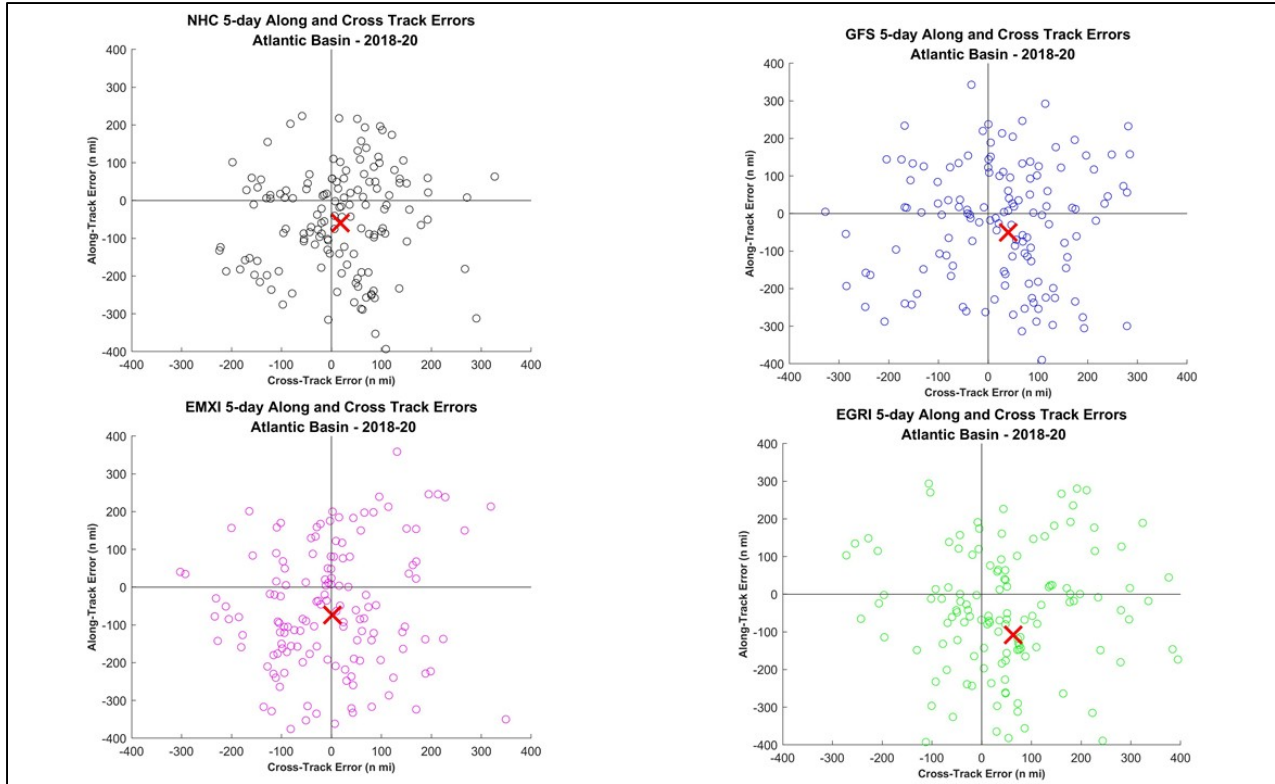 NHC 5-day Along and Cross Track Errors
Atlantic Basin - 2018-20
400
300
200
100
0
-100
-200
-300
-400
Along-Track Error (n mi)
-400 -300 -200 -100 0 100 200 300 400
Cross-Track Error (n mi)
GFS 5-day Along and Cross Track Errors
Atlantic Basin - 2018-20
400
300
200
100
0
-100
-200
-300
-400
Along-Track Error (n mi)
-400 -300 -200 -100 0 100 200 300 400
Cross-Track Error (n mi)
EMXI 5-day Along and Cross Track Errors
Atlantic Basin - 2018-20
400
300
200
100
0
-100
-200
-300
-400
Along-Track Error (n mi)
-400 -300 -200 -100 0 100 200 300 400
Cross-Track Error (n mi)
EGRI 5-day Along and Cross Track Errors
Atlantic Basin - 2018-20
400
300
200
100
0
-100
-200
-300
-400
Along-Track Error (n mi)
-400 -300 -200 -100 0 100 200 300 400
Cross-Track Error (n mi)